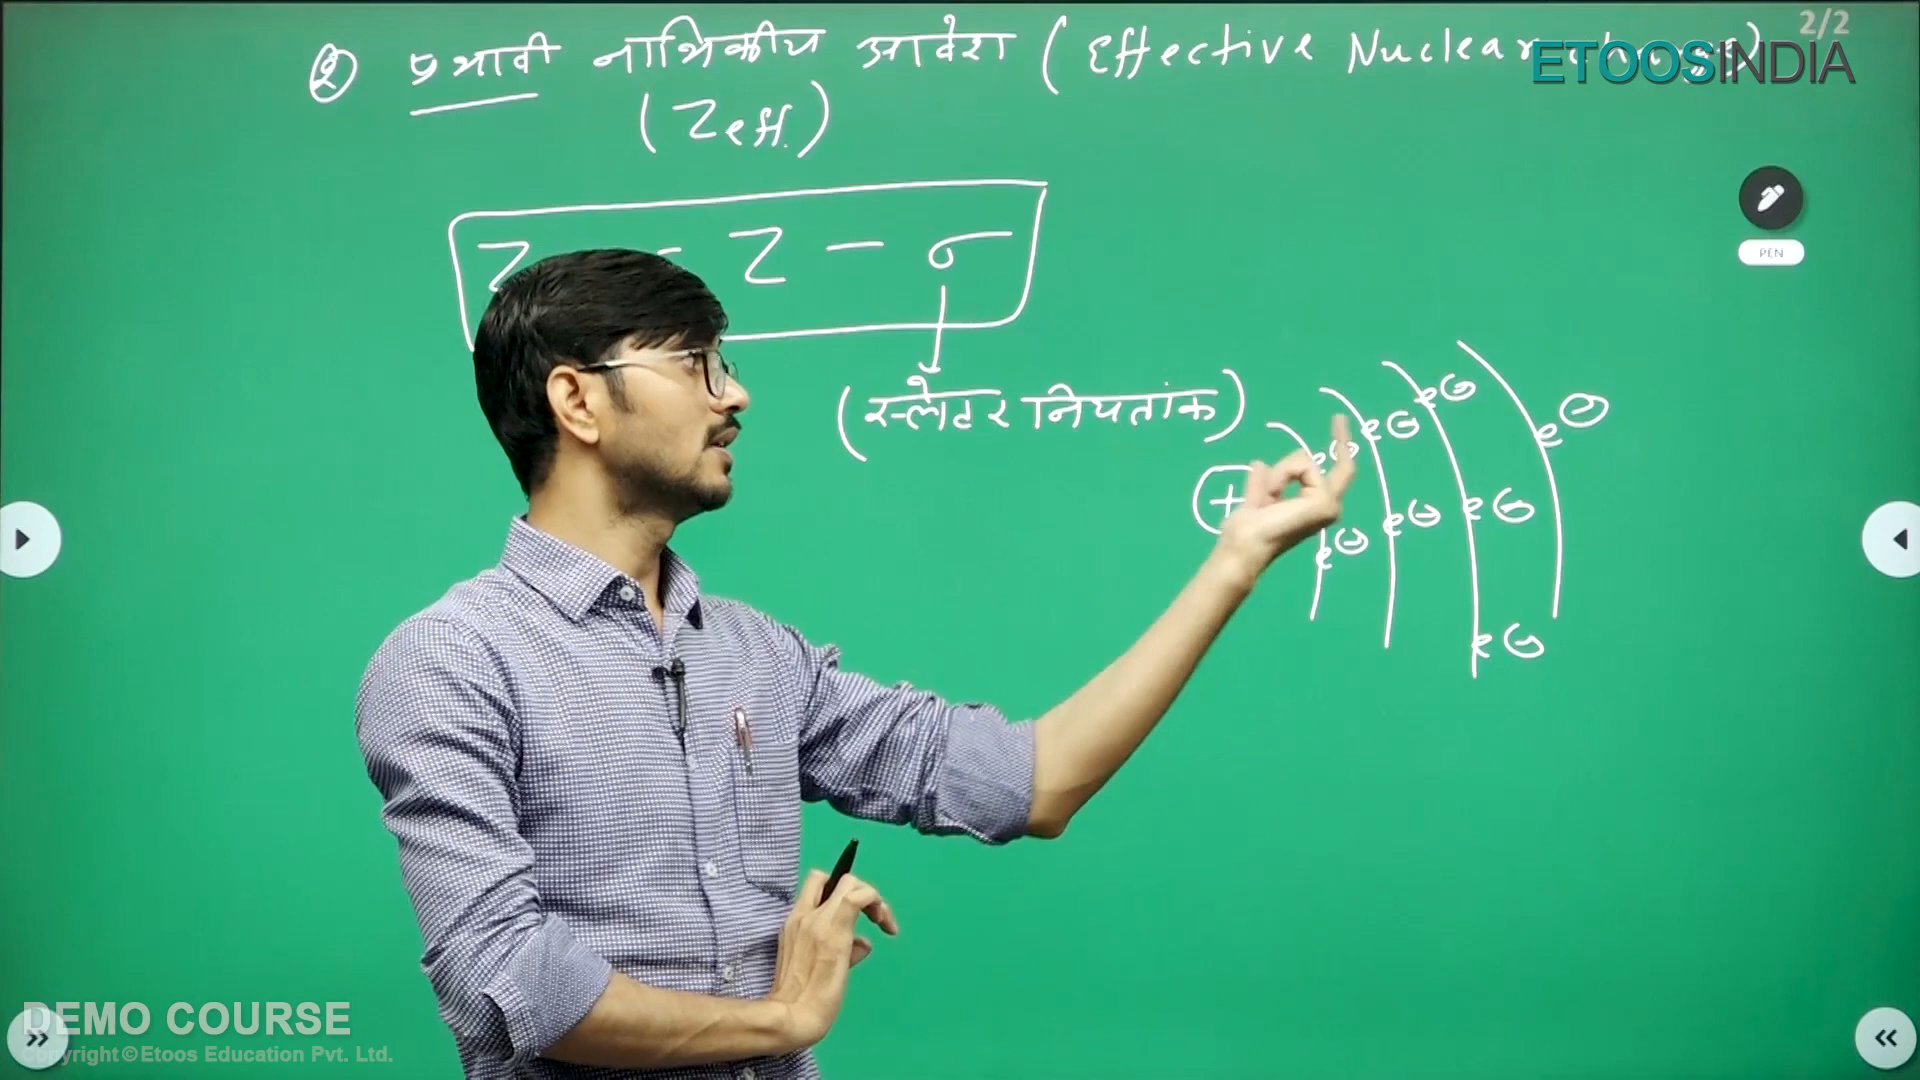 ② प्रभावी नाभिकीय आवेश ( Effective Nuclear charge)
2/2
ETOOSINDIA
(Zeff.)
PEN
Z - Z - σ
(स्लेटर नियतांक)
e⊖ e⊖ e⊖
e⊖
+
e⊖ e⊖ e⊖
e⊖
DEMO COURSE
Copyright © Etoos Education Pvt. Ltd.